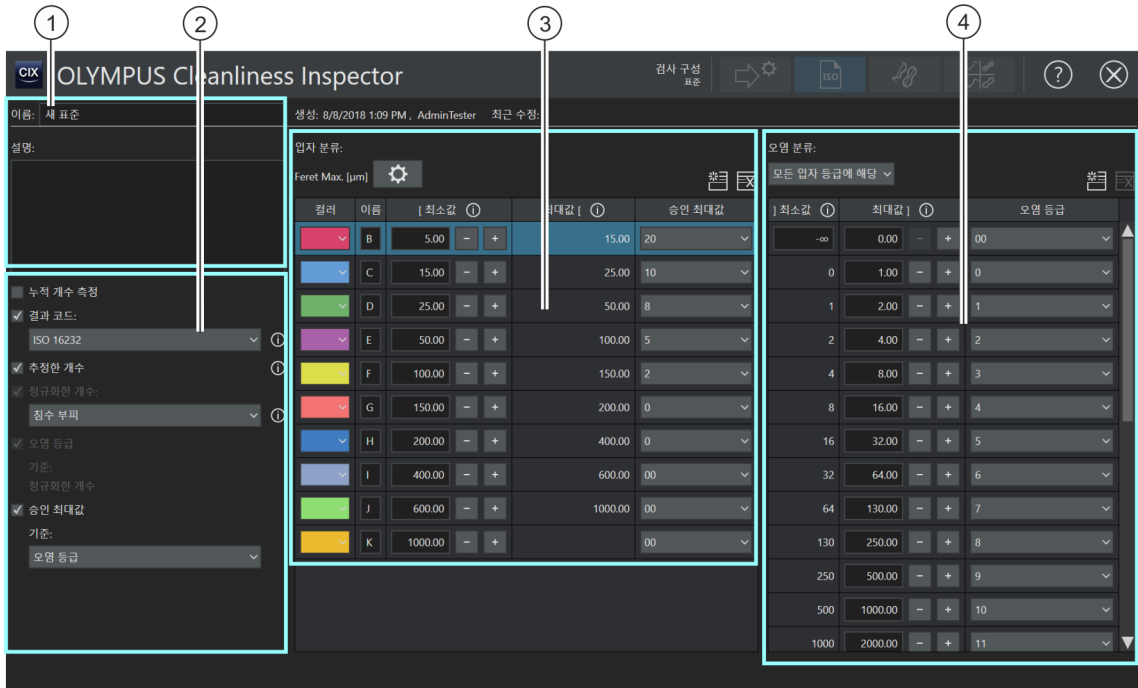 1 2 3 4
CIX OLYMPUS Cleanliness Inspector
검사 구성
표준
ISO
?
이름: 새 표준
생성: 8/8/2018 1:09 PM , AdminTester 최근 수정:
설명:
누적 개수 측정
결과 코드:
ISO 16232
추정한 개수
정규화한 개수:
침수 부피
오염 등급
기준:
정규화한 개수
승인 최대값
기준:
오염 등급
입자 분류:
Feret Max. [µm]
컬러 이름 [ 최소값 최대값 [ 승인 최대값
B 5.00 - + 15.00 20
C 15.00 - + 25.00 10
D 25.00 - + 50.00 8
E 50.00 - + 100.00 5
F 100.00 - + 150.00 2
G 150.00 - + 200.00 0
H 200.00 - + 400.00 0
I 400.00 - + 600.00 00
J 600.00 - + 1000.00 00
K 1000.00 - + 00
오염 분류:
모든 입자 등급에 해당
] 최소값 최대값 ] 오염 등급
-∞ 0.00 - + 00
0 1.00 - + 0
1 2.00 - + 1
2 4.00 - + 2
4 8.00 - + 3
8 16.00 - + 4
16 32.00 - + 5
32 64.00 - + 6
64 130.00 - + 7
130 250.00 - + 8
250 500.00 - + 9
500 1000.00 - + 10
1000 2000.00 - + 11